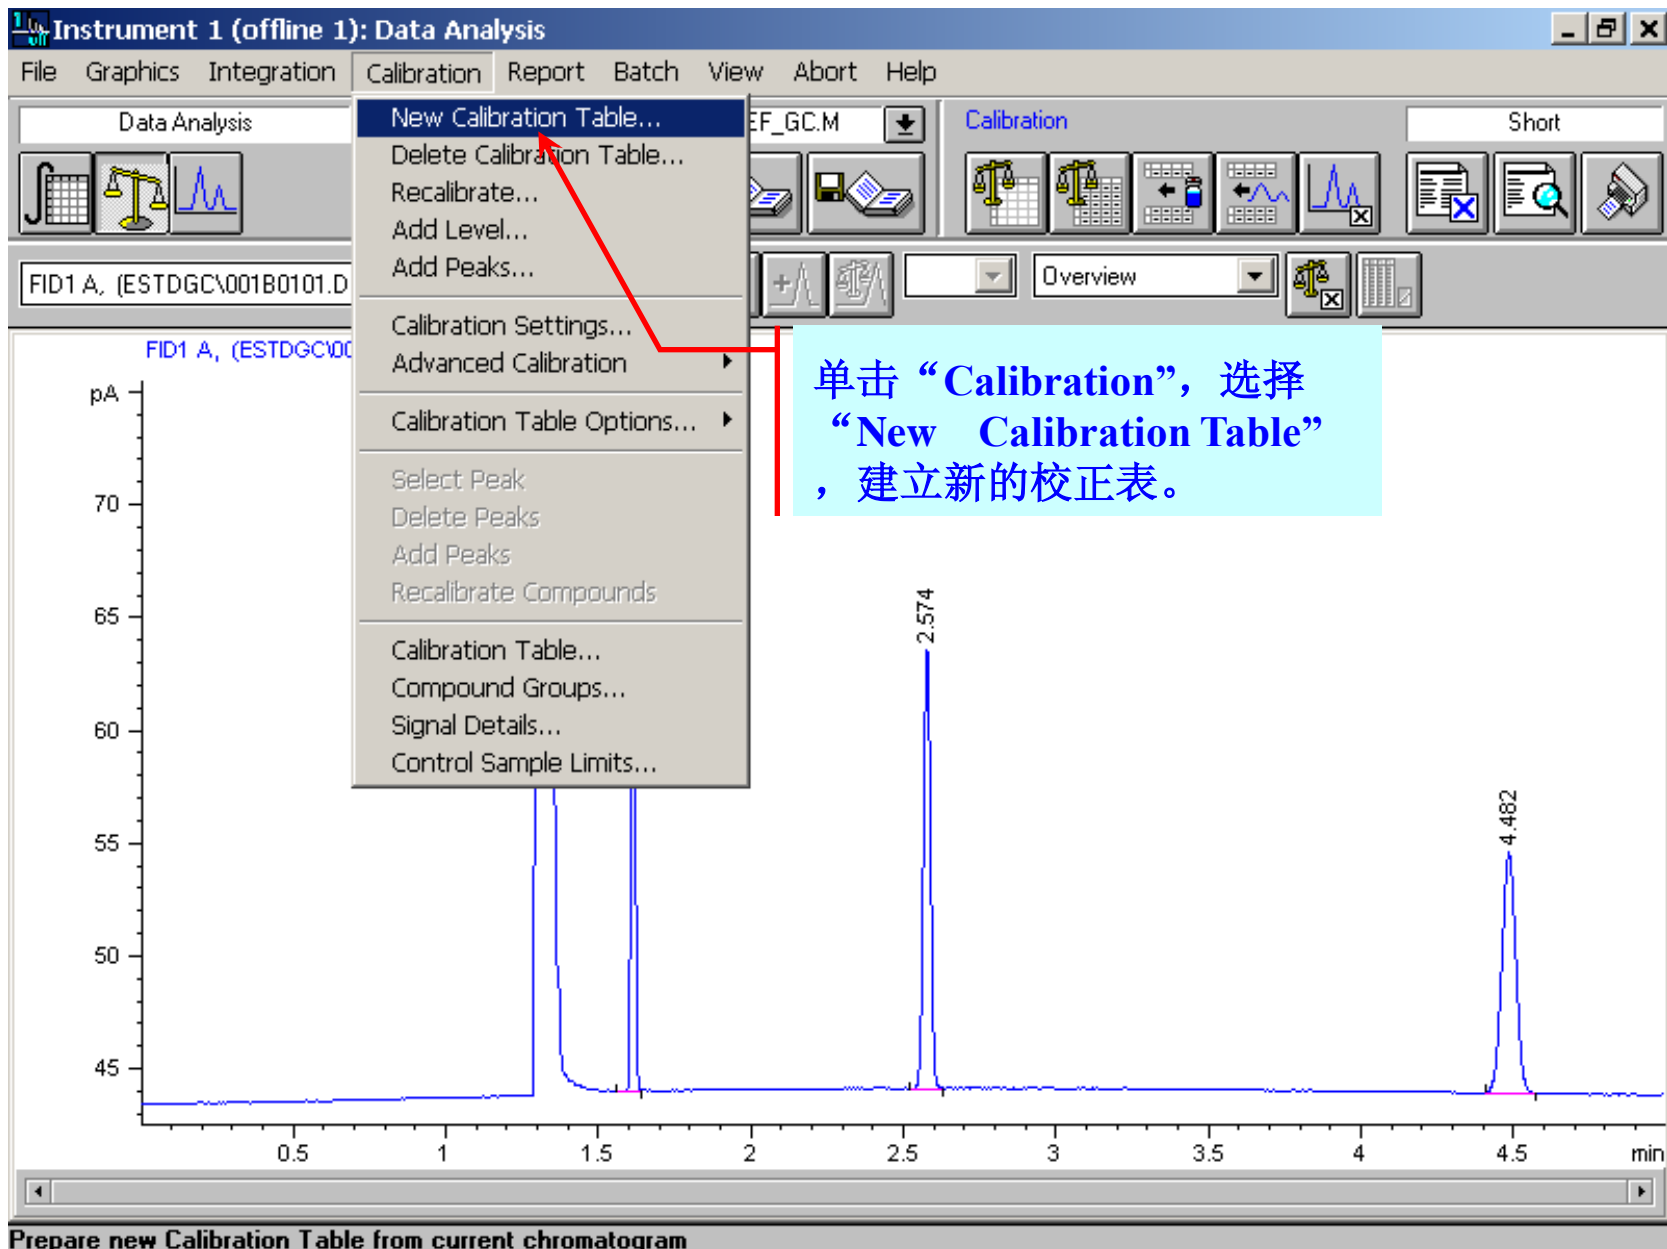 Instrument 1 (offline 1): Data Analysis
File Graphics Integration Calibration Report Batch View Abort Help
Data Analysis
EF_GC.M
Calibration
Short
New Calibration Table...
Delete Calibration Table...
Recalibrate...
Add Level...
Add Peaks...
Calibration Settings...
Advanced Calibration
Calibration Table Options...
Select Peak
Delete Peaks
Add Peaks
Recalibrate Compounds
Calibration Table...
Compound Groups...
Signal Details...
Control Sample Limits...
FID1 A, (ESTDGC\001B0101.D
Overview
FID1 A, (ESTDGC\00
单击“Calibration”，选择
“New Calibration Table”
，建立新的校正表。
pA
70
65
60
55
50
45
2.574
4.482
0.5 1 1.5 2 2.5 3 3.5 4 4.5 min
Prepare new Calibration Table from current chromatogram